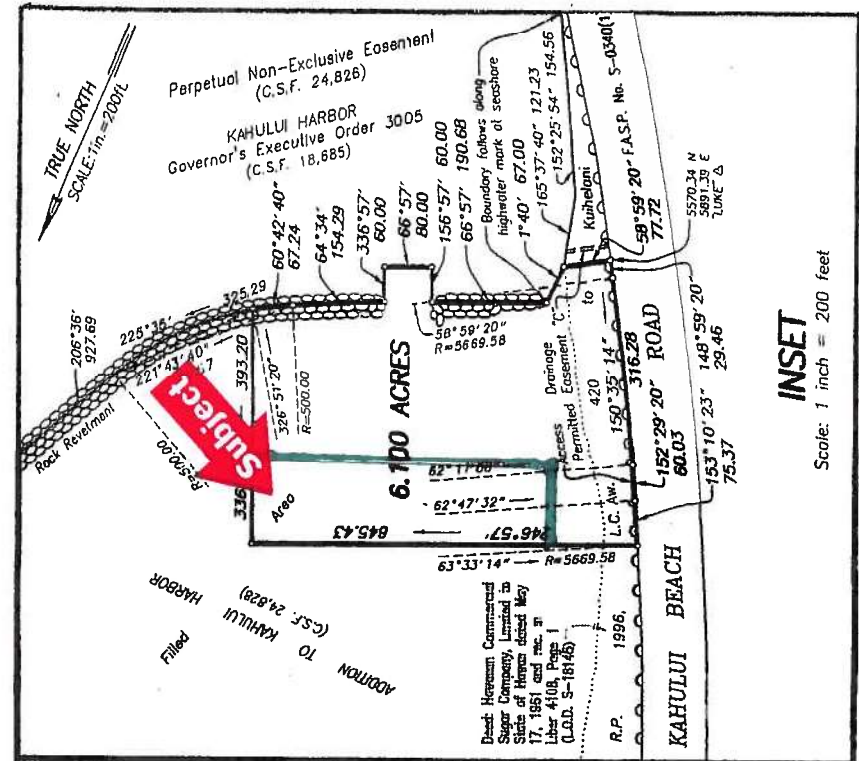 TRUE NORTH
SCALE: 1in.=200ft.
Perpetual Non-Exclusive Easement
(C.S.F. 24,826)
KAHULUI HARBOR
Governor's Executive Order 3005
(C.S.F. 18,685)
60°42'40"
67.24
64°34'
154.29
336°57'
60.00
66°57'
80.00
156°57' 60.00
66°57' 190.68
Boundary follows along
highwater mark of seashore
1°40' 67.00
165°37'40" 121.23
152°25'54" 154.56
Kuihelani
F.A.S.P. No. S-0340(1
58°59'20"
77.72
5570.34 N
5891.39 E
"LUKE" Δ
206°36'
927.69
225°36'
325.29
221°43'40"
Rock Revetment
R=500.00
393.20
326°51'20"
R=500.00
58°59'20"
R=5669.58
Subject
6.100 ACRES
Drainage
Easement "C"
Access
Permitted
to
420
150°35'14"
316.28
ROAD
148°59'20"
29.46
152°29'20"
60.03
153°10'23"
75.37
336
Area
62°47'32"
L.C. Aw.
845.43
246°57'
63°33'14"
R=5669.58
ADDITION
TO KAHULUI HARBOR
(C.S.F. 24,828)
Filled
Deed: Hawaiian Commercial
Sugar Company, Limited in
State of Hawaii dated May
17, 1961 and rec. in
Liber 4108, Page 1
(L.O.D. S-18146)
R.P. 1996,
KAHULUI BEACH
INSET
Scale: 1 inch = 200 feet